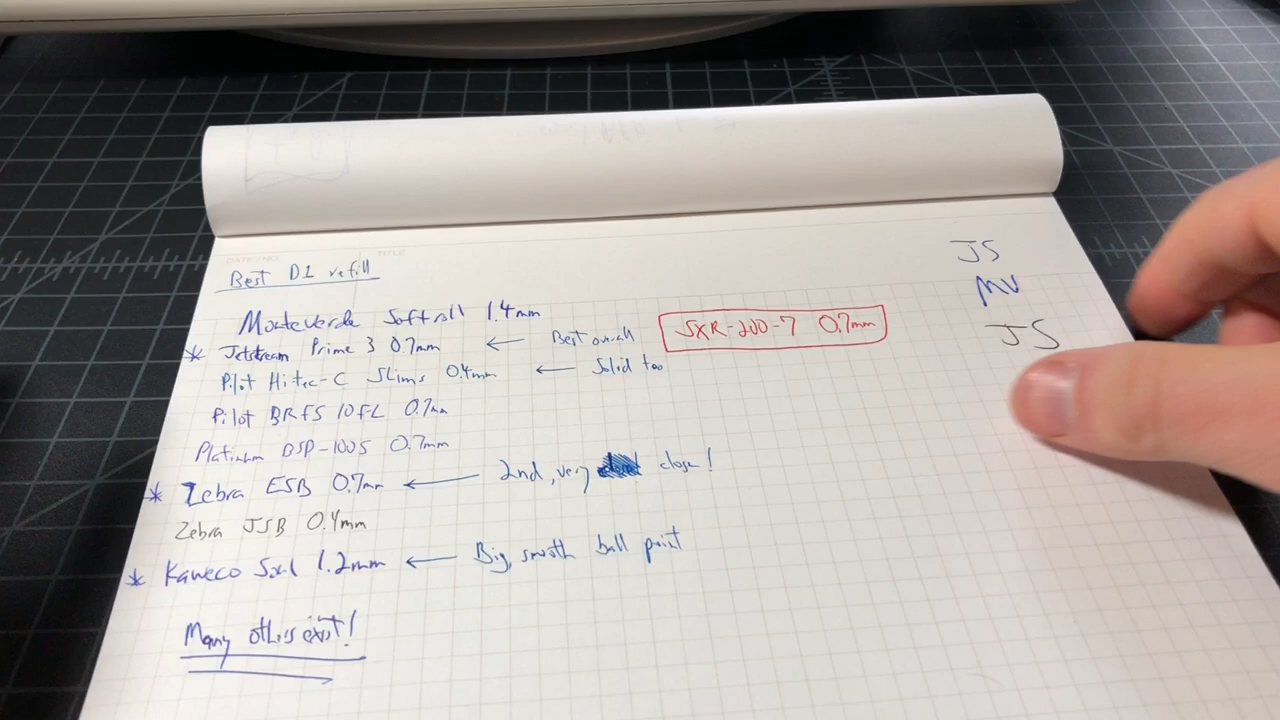 DATE/NO. TITLE
Best D1 refill
Monteverde Softroll 1.4mm
* Jetstream Prime 3 0.7mm ← Best overall
SXR-200-7 0.7mm
Pilot Hitec-C Slims 0.4mm ← Solid too
Pilot BRFS 10FL 0.7mm
Platinum BSP-100S 0.7mm
* Zebra ESB 0.7mm ← 2nd, very close!
Zebra JSB 0.4mm
* Kaweco Soul 1.2mm ← Big, smooth ball point
Many others exist!
JS
MV
JS